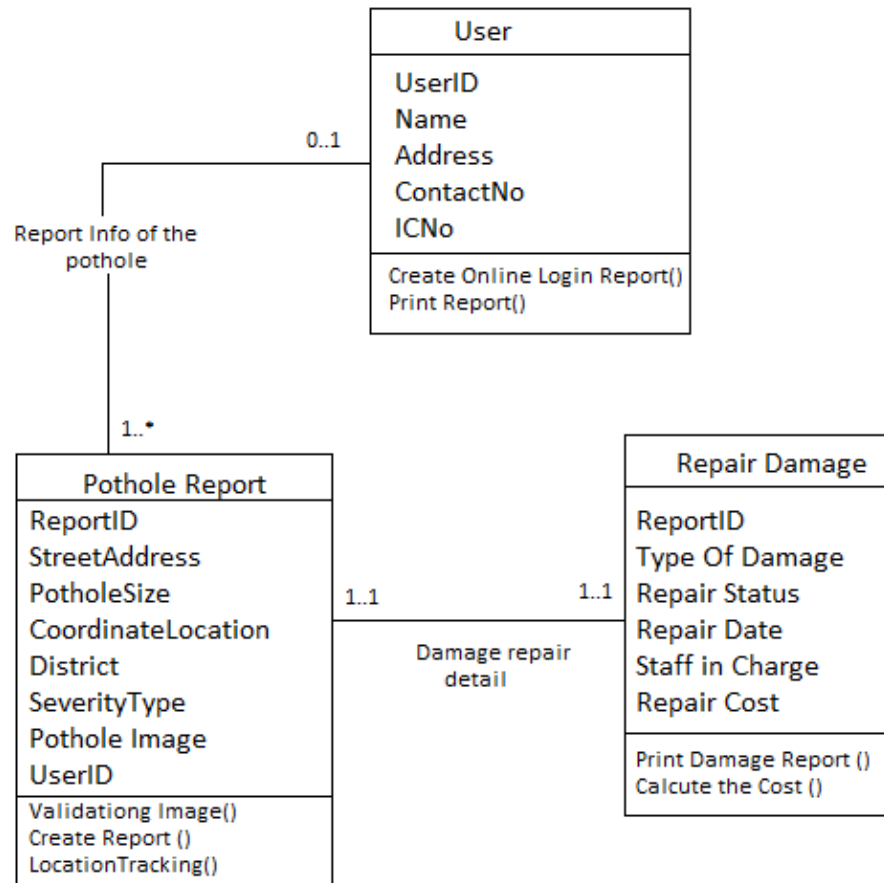 User
UserID
Name
Address
ContactNo
ICNo
Create Online Login Report()
Print Report()
0..1
Report Info of the
pothole
1..*
Pothole Report
ReportID
StreetAddress
PotholeSize
CoordinateLocation
District
SeverityType
Pothole Image
UserID
Validationg Image()
Create Report ()
LocationTracking()
1..1
1..1
Damage repair
detail
Repair Damage
ReportID
Type Of Damage
Repair Status
Repair Date
Staff in Charge
Repair Cost
Print Damage Report ()
Calcute the Cost ()